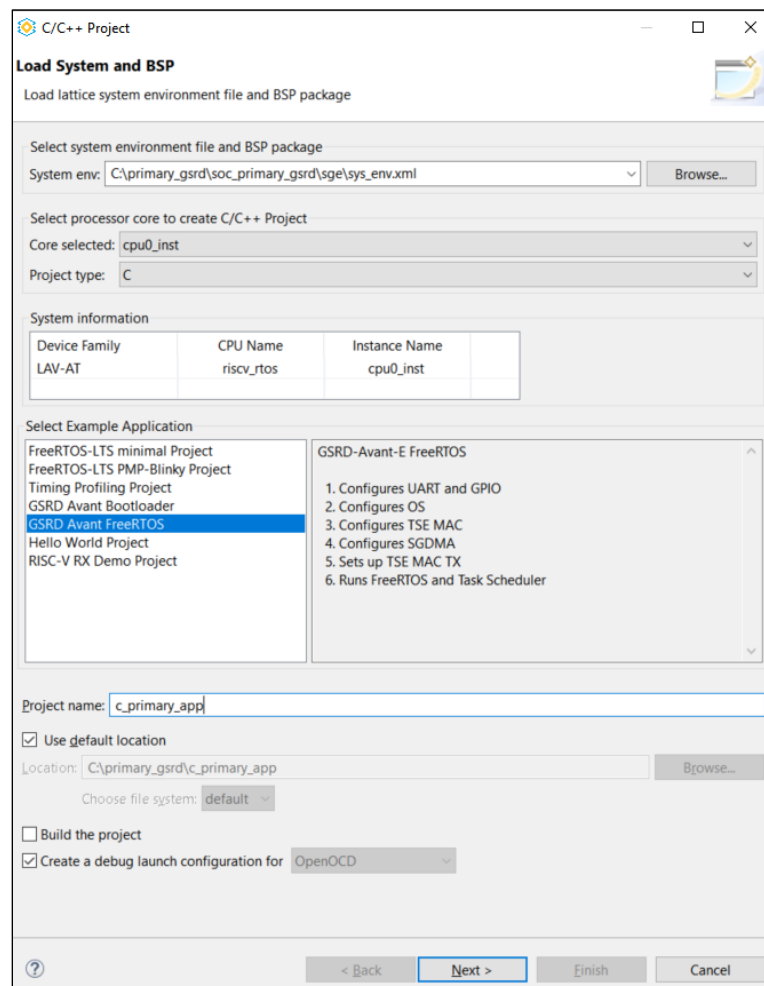 C/C++ Project
Load System and BSP
Load lattice system environment file and BSP package
Select system environment file and BSP package
System env: C:\primary_gsrd\soc_primary_gsrd\sge\sys_env.xml Browse...
Select processor core to create C/C++ Project
Core selected: cpu0_inst
Project type: C
System information
Device Family CPU Name Instance Name
LAV-AT riscv_rtos cpu0_inst
Select Example Application
FreeRTOS-LTS minimal Project
FreeRTOS-LTS PMP-Blinky Project
Timing Profiling Project
GSRD Avant Bootloader
GSRD Avant FreeRTOS
Hello World Project
RISC-V RX Demo Project
GSRD-Avant-E FreeRTOS
1. Configures UART and GPIO
2. Configures OS
3. Configures TSE MAC
4. Configures SGDMA
5. Sets up TSE MAC TX
6. Runs FreeRTOS and Task Scheduler
Project name: c_primary_app
Use default location
Location: C:\primary_gsrd\c_primary_app Browse...
Choose file system: default
Build the project
Create a debug launch configuration for OpenOCD
? < Back Next > Finish Cancel